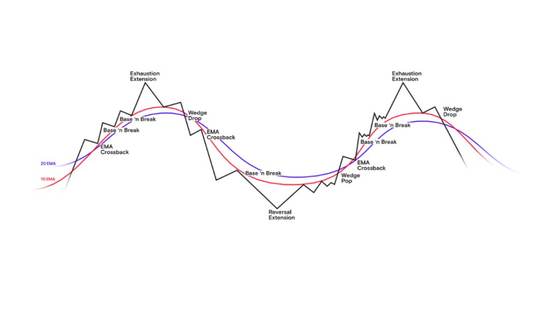 Exhaustion
Extension
Exhaustion
Extension
Base 'n Break
Base 'n Break
EMA
Crossback
20 EMA
10 EMA
Wedge
Drop
EMA
Crossback
Base 'n Break
Reversal
Extension
Wedge
Pop
EMA
Crossback
Base 'n Break
Base 'n Break
Wedge
Drop